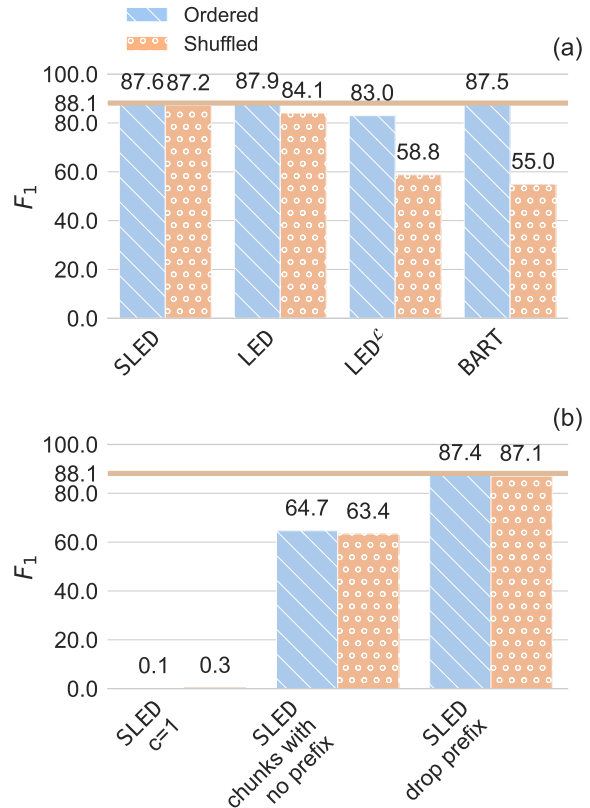 Ordered
Shuffled
(a)
100.0
88.1
80.0
60.0
40.0
20.0
0.0
F1
87.6 87.2 87.9 84.1 83.0 58.8 87.5 55.0
SLED
LED
LED^ℒ
BART
(b)
100.0
88.1
80.0
60.0
40.0
20.0
0.0
F1
0.1 0.3 64.7 63.4 87.4 87.1
SLED
c=1
SLED
chunks with
no prefix
SLED
drop prefix